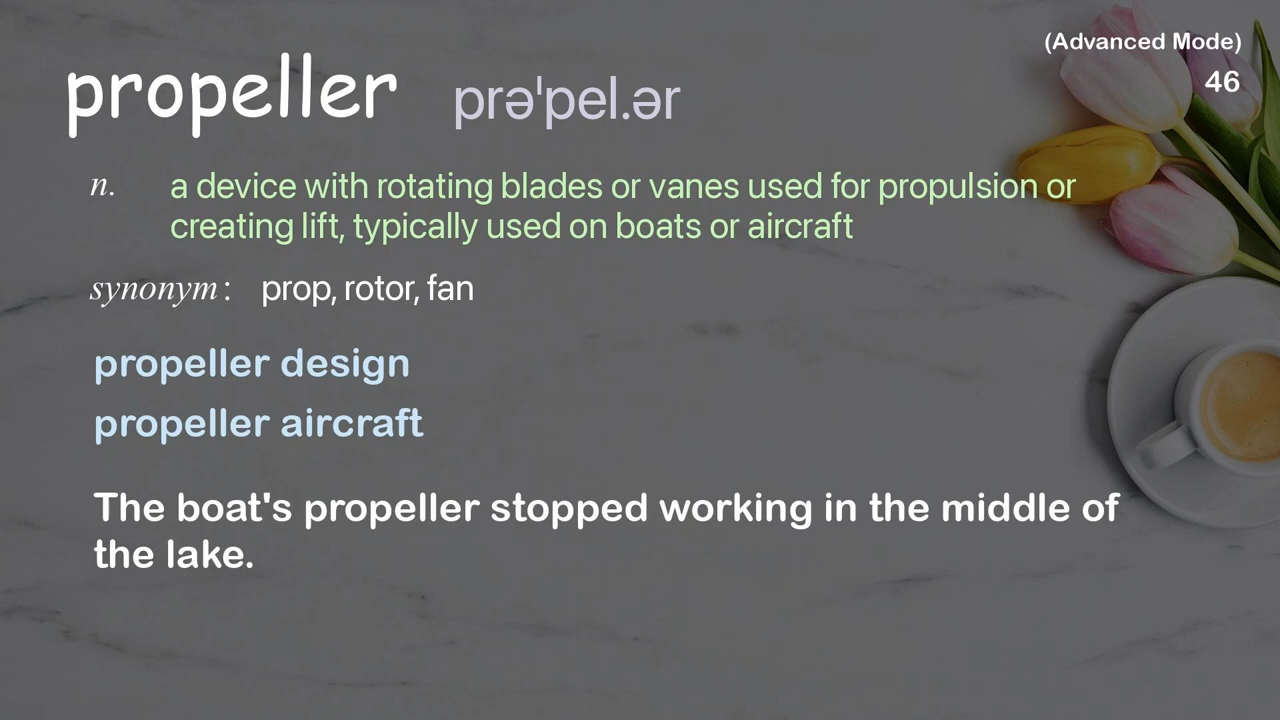 (Advanced Mode)
46
propeller prə'pel.ər
n. a device with rotating blades or vanes used for propulsion or
creating lift, typically used on boats or aircraft
synonym: prop, rotor, fan
propeller design
propeller aircraft
The boat's propeller stopped working in the middle of
the lake.